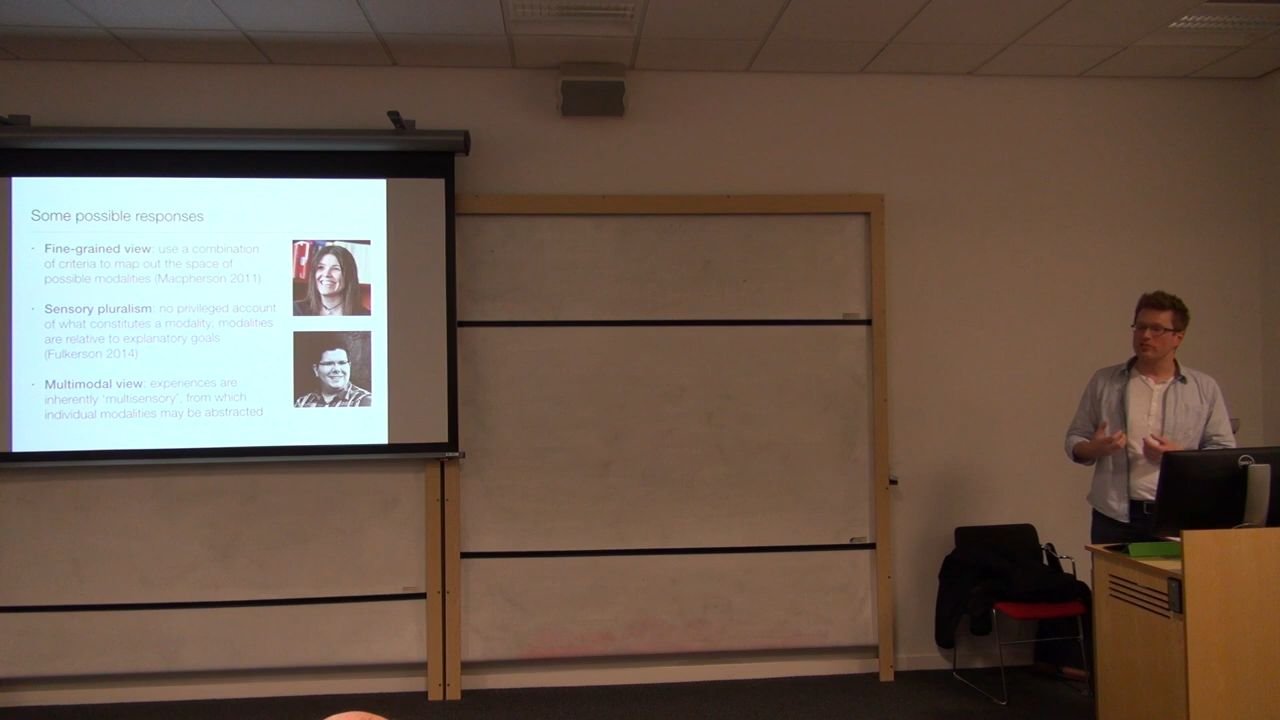 Some possible responses
· Fine-grained view: use a combination
of criteria to map out the space of
possible modalities (Macpherson 2011)
· Sensory pluralism: no privileged account
of what constitutes a modality; modalities
are relative to explanatory goals
(Fulkerson 2014)
· Multimodal view: experiences are
inherently ‘multisensory’, from which
individual modalities may be abstracted